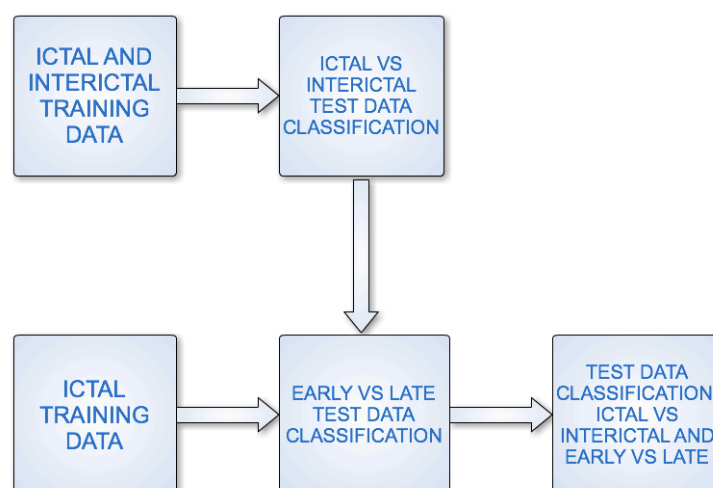 ICTAL AND
INTERICTAL
TRAINING
DATA
ICTAL VS
INTERICTAL
TEST DATA
CLASSIFICATION
ICTAL
TRAINING
DATA
EARLY VS LATE
TEST DATA
CLASSIFICATION
TEST DATA
CLASSIFICATION
ICTAL VS
INTERICTAL AND
EARLY VS LATE